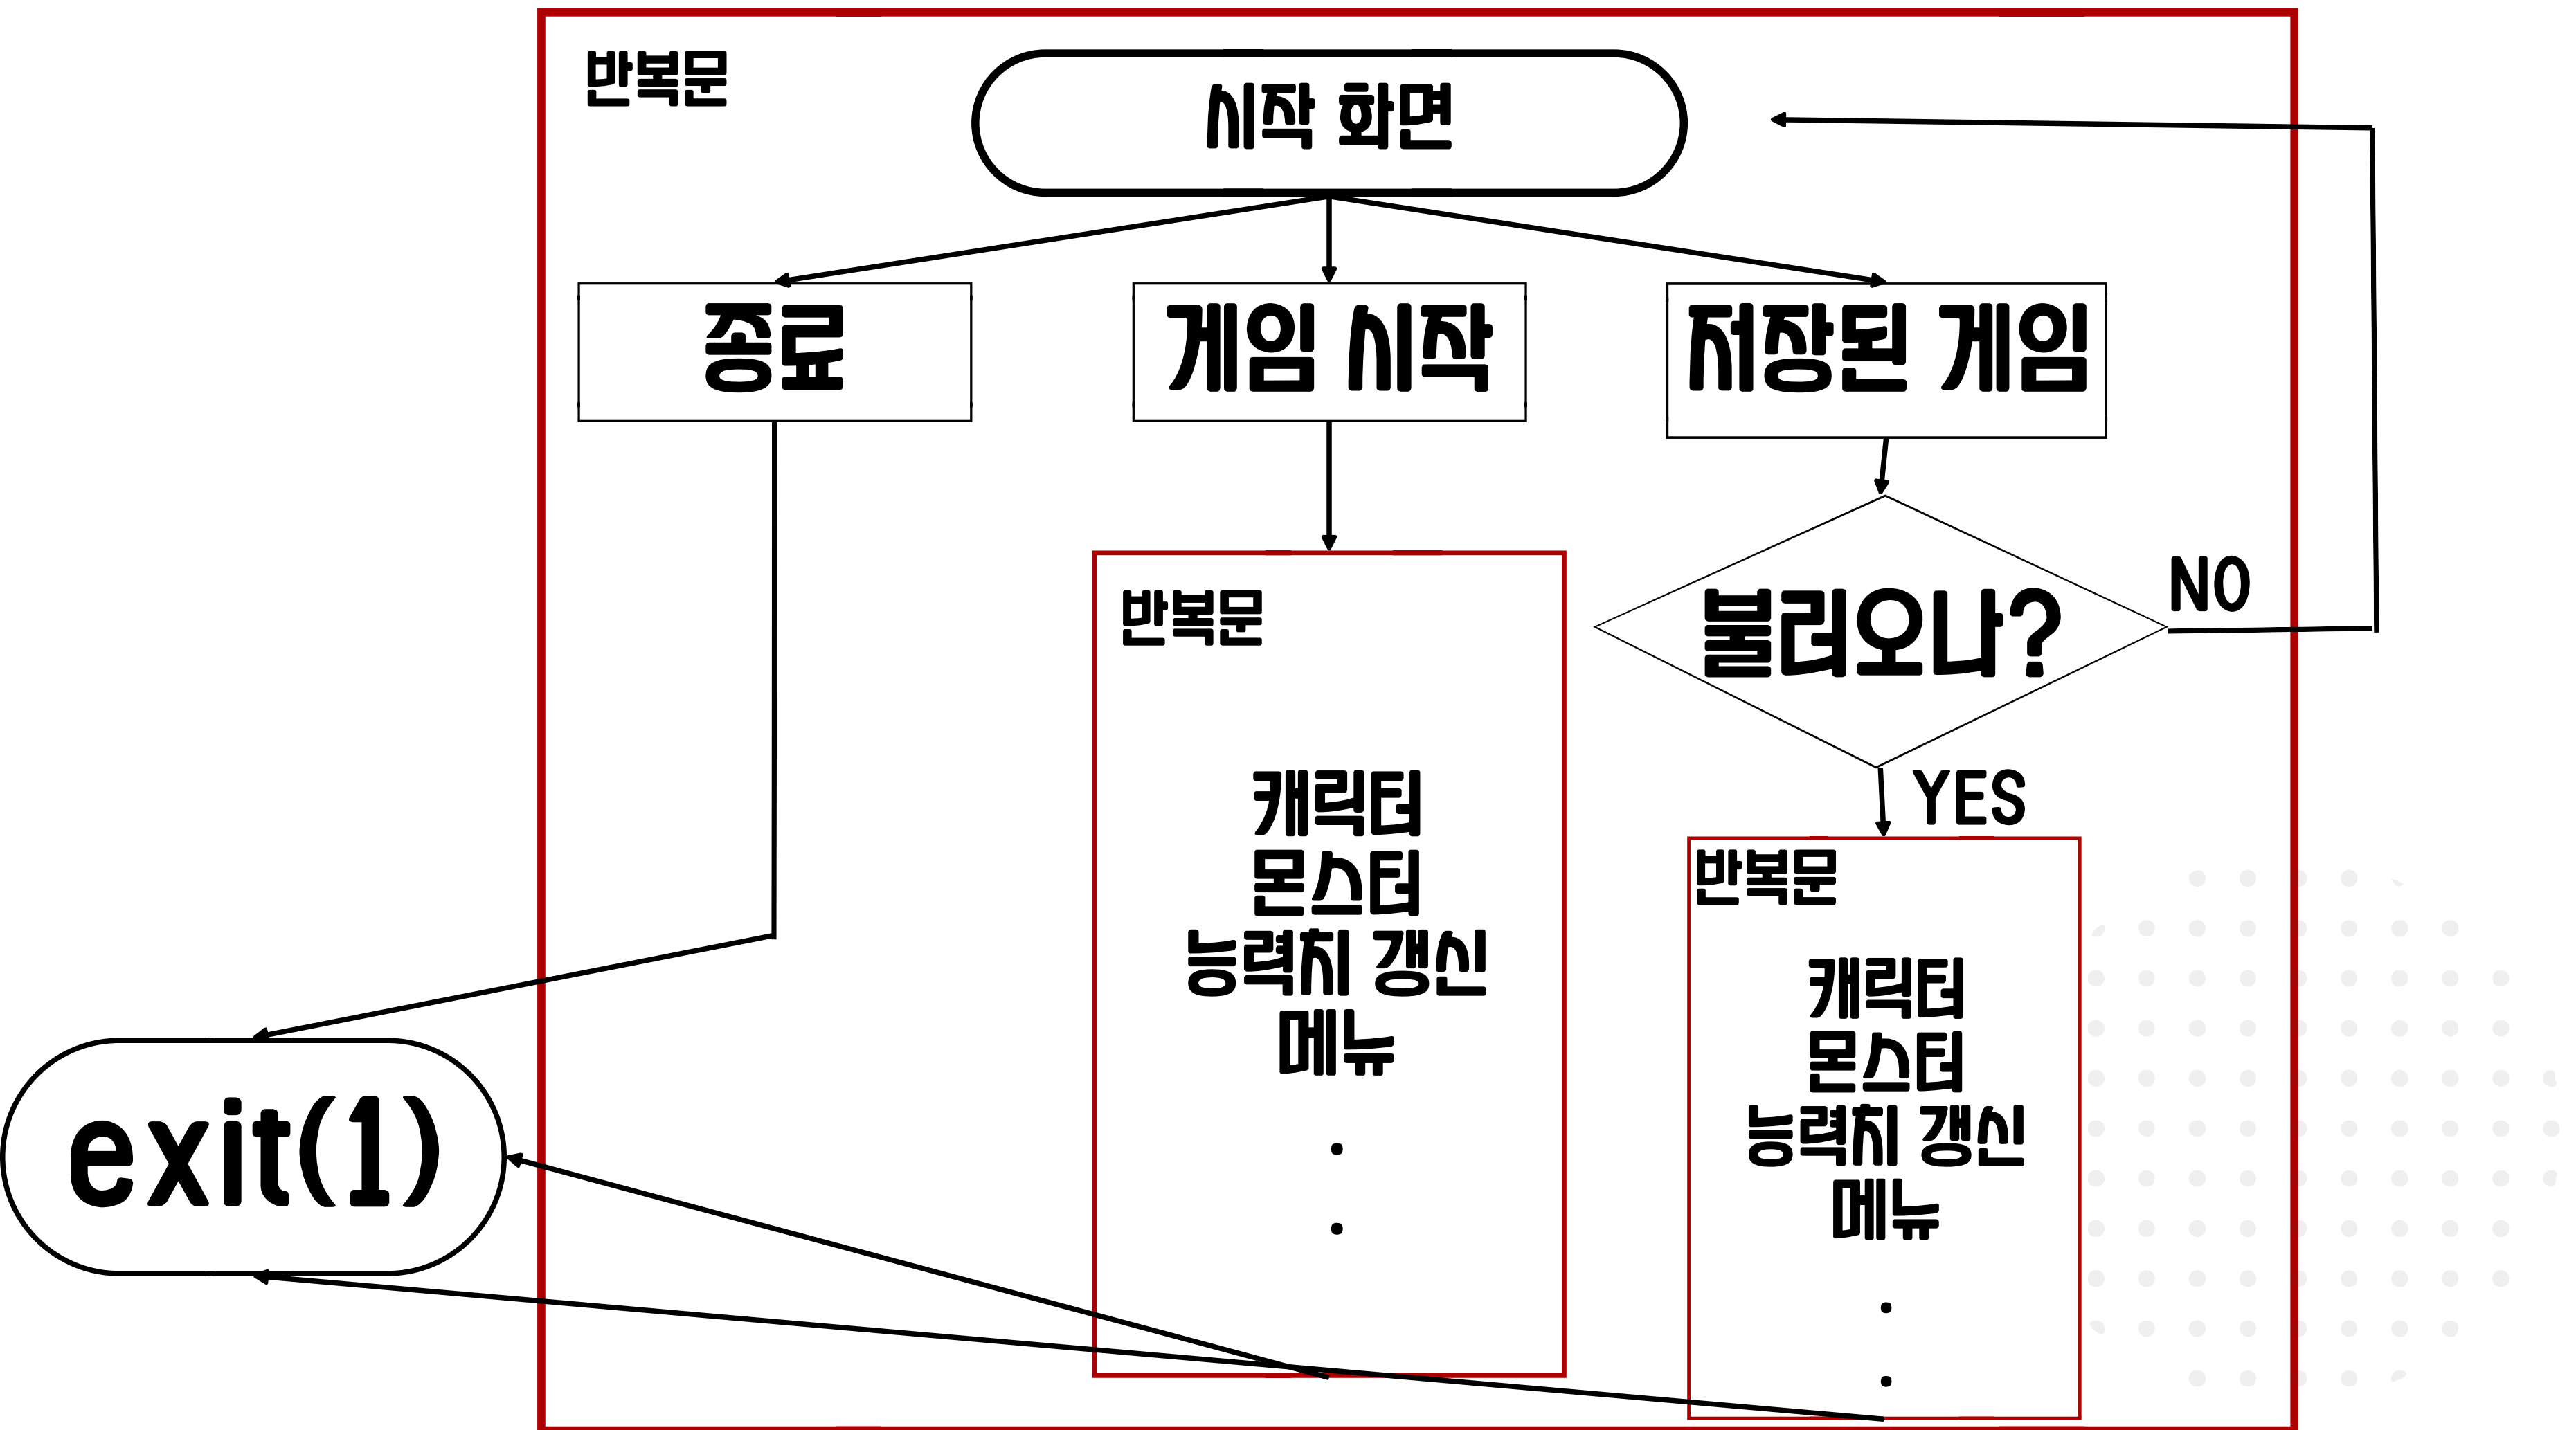 반복문
시작 화면
종료
게임 시작
저장된 게임
불러오나?
NO
YES
반복문
캐릭터
몬스터
능력치 갱신
메뉴
.
.
반복문
캐릭터
몬스터
능력치 갱신
메뉴
.
.
exit(1)